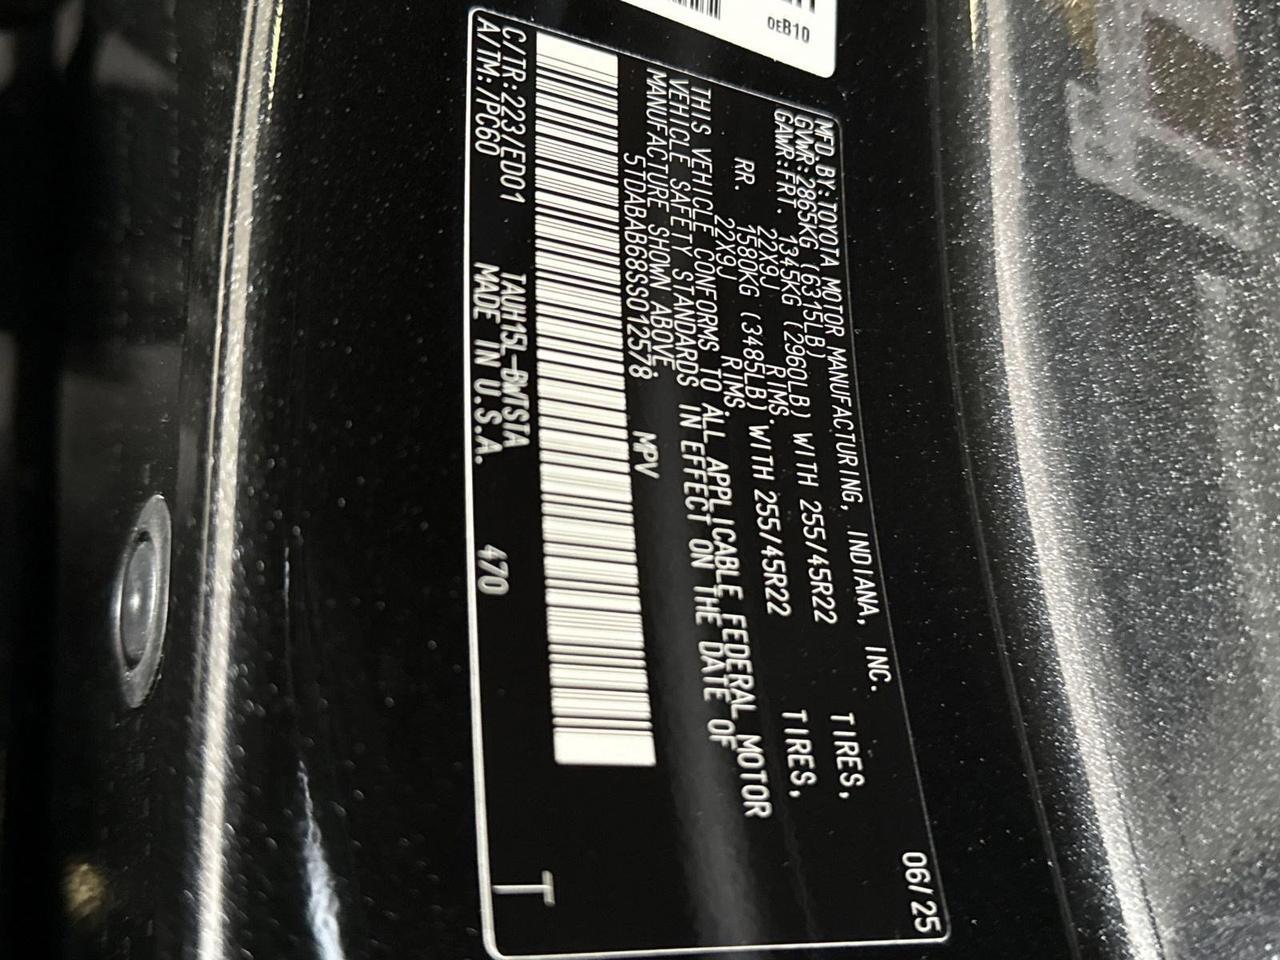 0EB10
MFD.BY:TOYOTA MOTOR MANUFACTURING, INDIANA, INC. 06/25
GVWR:2865KG (6315LB)
GAWR:FRT. 1345KG (2960LB) WITH 255/45R22 TIRES,
22X9J RIMS.
RR. 1580KG (3485LB) WITH 255/45R22 TIRES,
22X9J RIMS.
THIS VEHICLE CONFORMS TO ALL APPLICABLE FEDERAL MOTOR
VEHICLE SAFETY STANDARDS IN EFFECT ON THE DATE OF
MANUFACTURE SHOWN ABOVE.
5TDABAB68SS012578 MPV
C/TR:223/ED01 TAUH15L-BWTSTA T
A/TM:/PC60 MADE IN U.S.A. 470